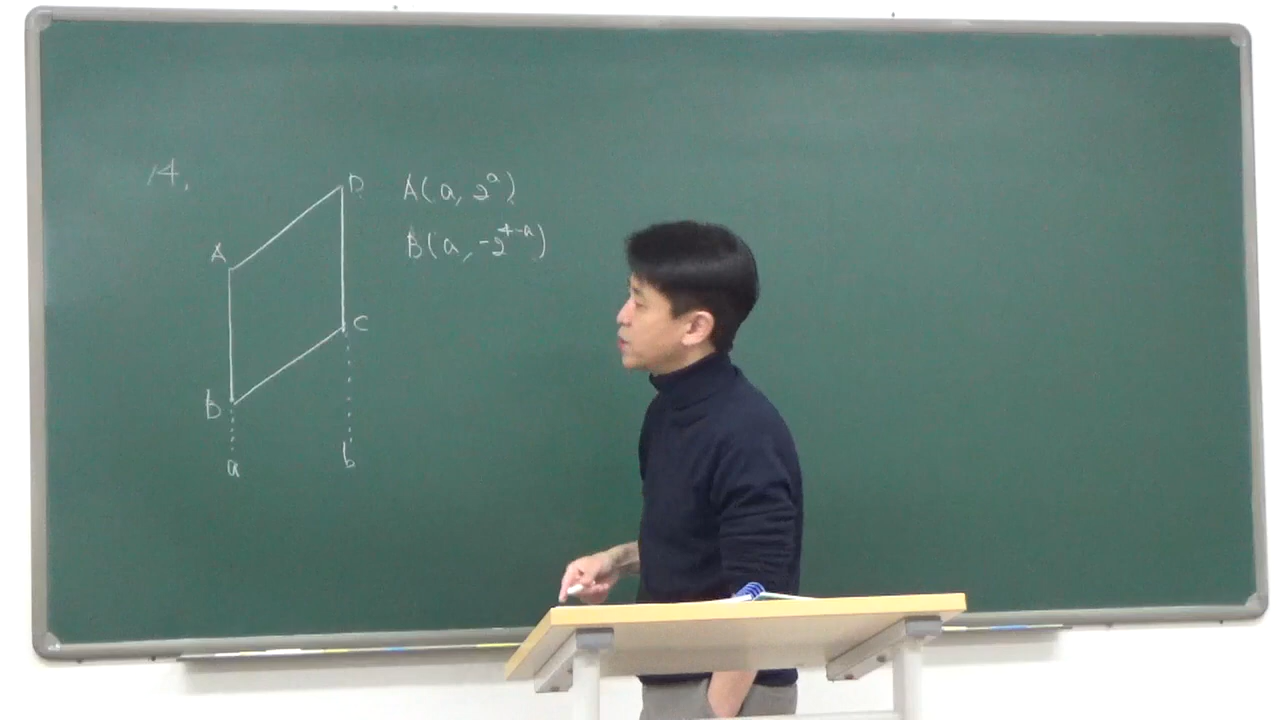 14.
D
A(a, 2^a)
B(a, -2^{4-a})
A
C
B
a
b